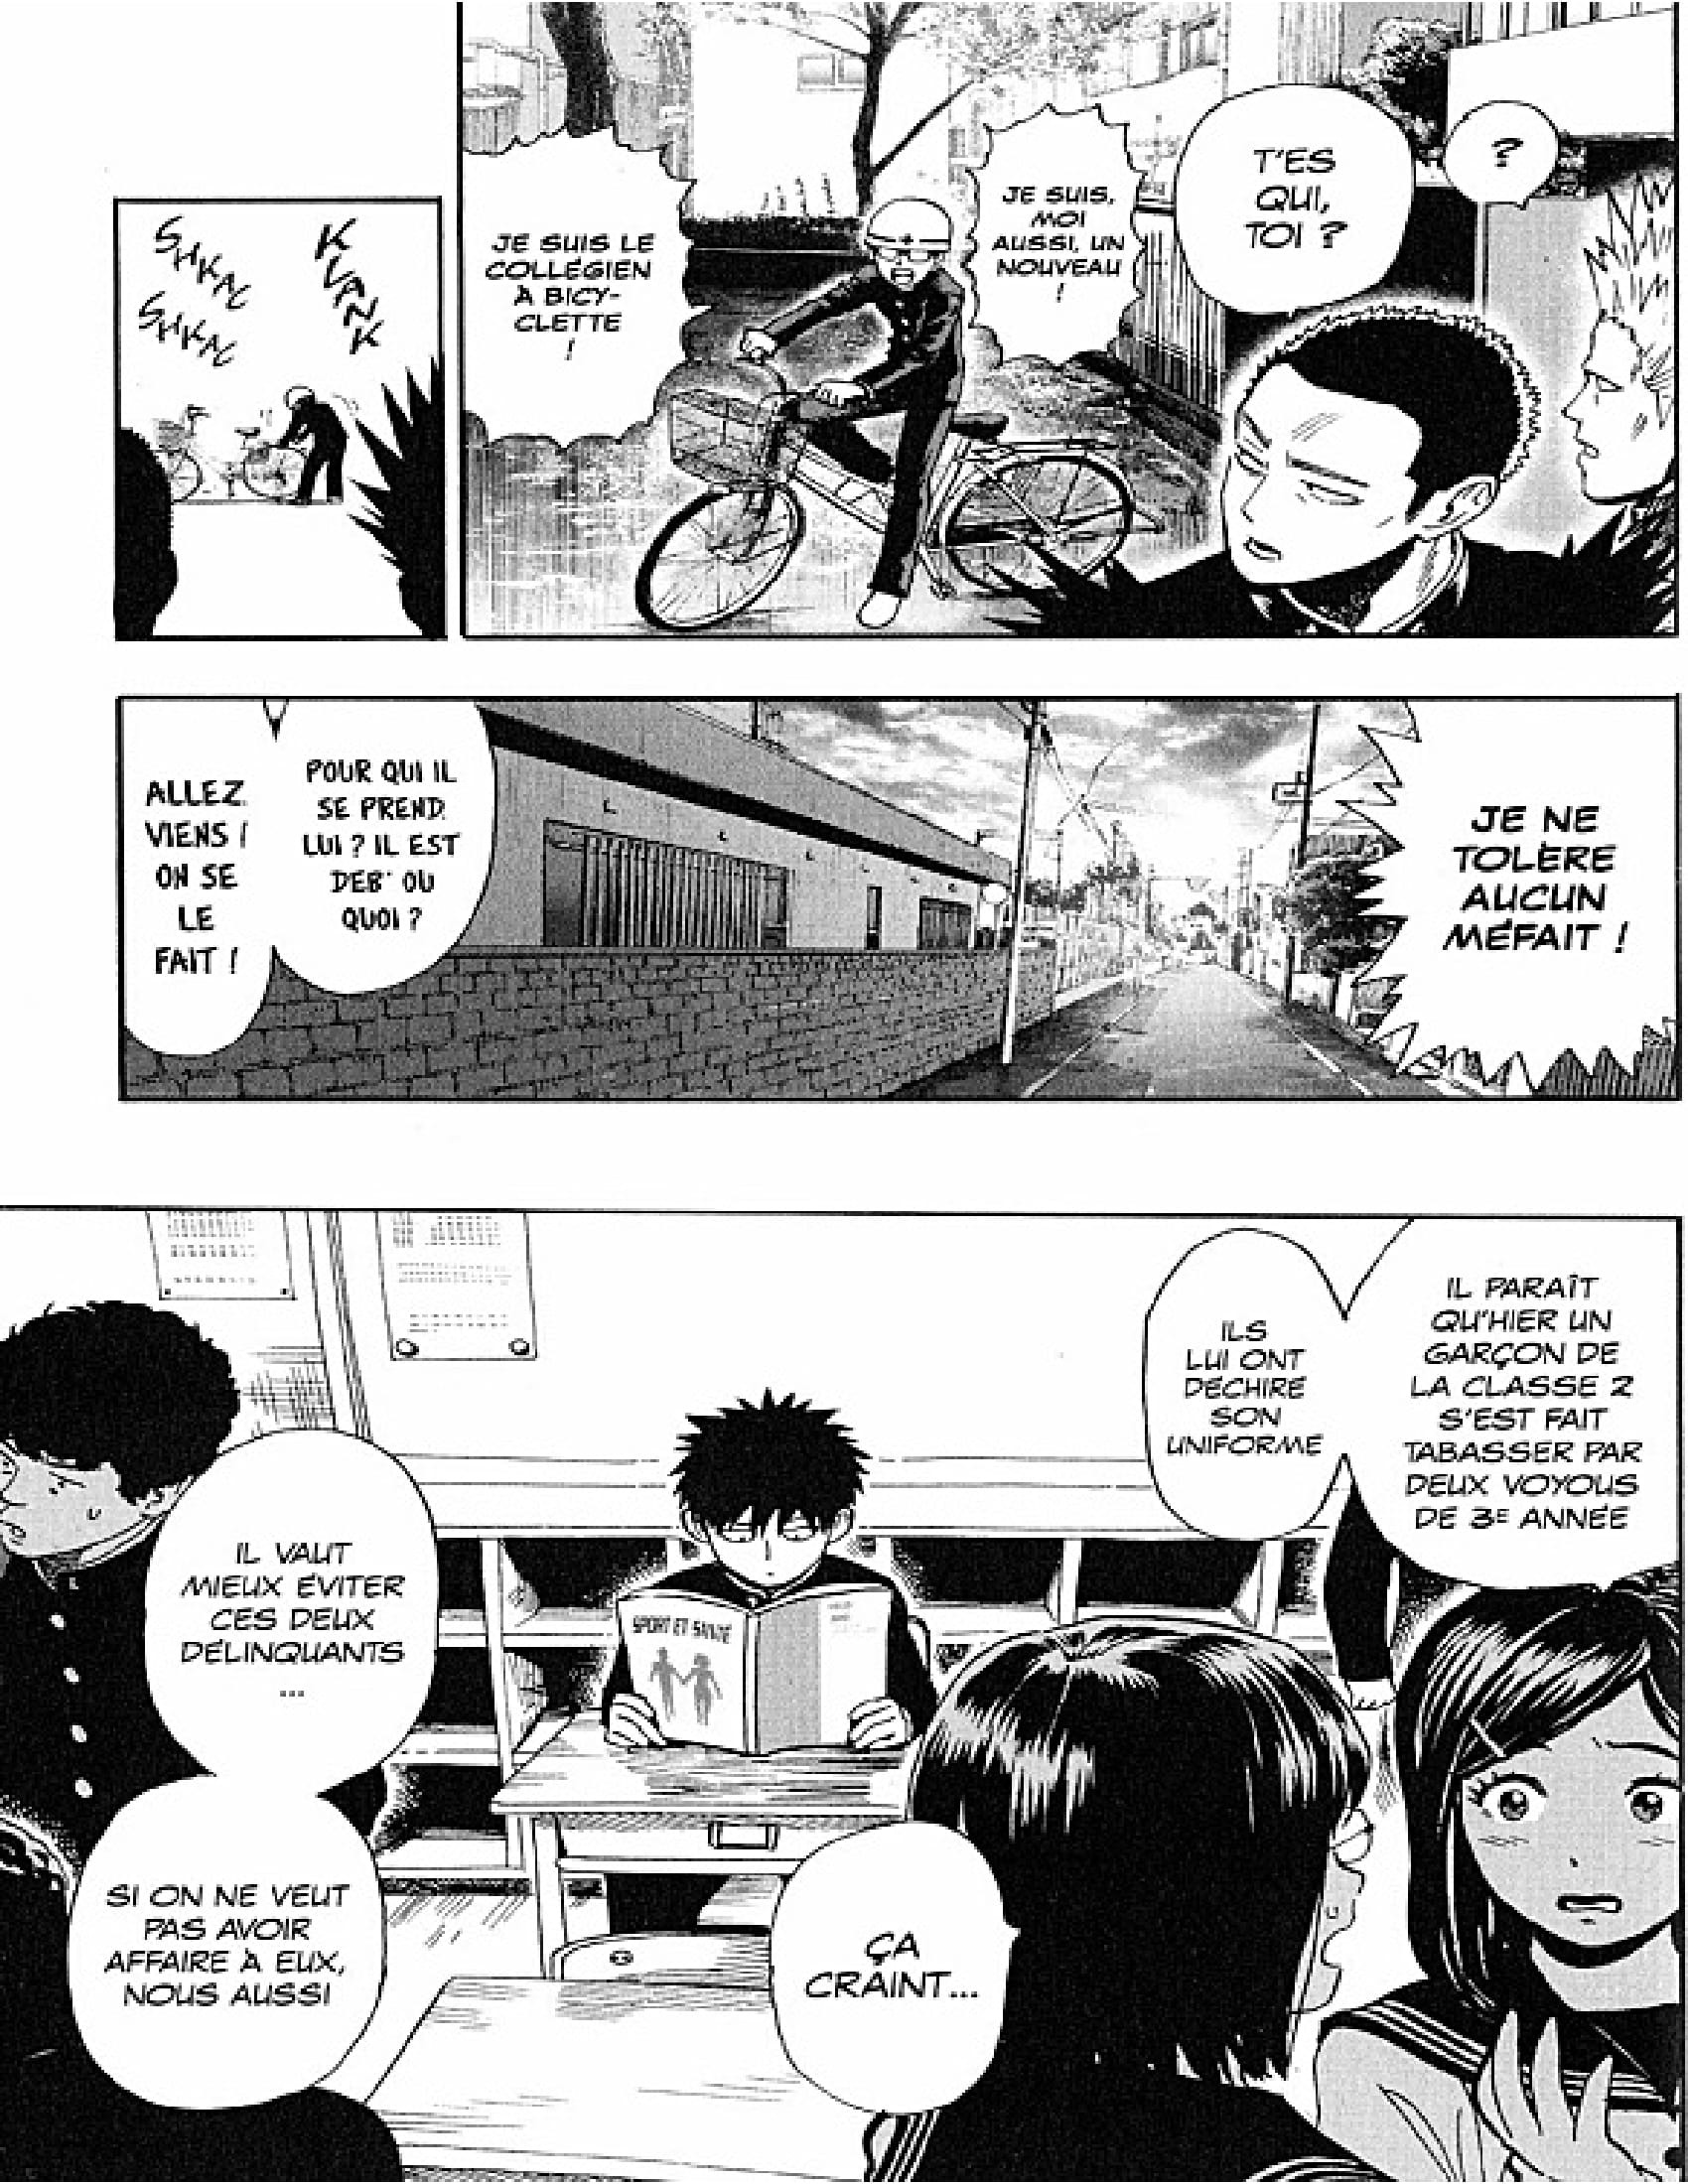 ?
T'ES
QUI,
TOI ?
JE SUIS,
MOI
AUSSI, UN
NOUVEAU
!
JE SUIS LE
COLLÉGIEN
À BICY-
CLETTE
!
KLANK
SHKNC
SHKNC
JE NE
TOLÈRE
AUCUN
MÉFAIT !
POUR QUI IL
SE PREND,
LUI ? IL EST
DEB' OU
QUOI ?
ALLEZ,
VIENS !
ON SE
LE
FAIT !
IL PARAÎT
QU'HIER UN
GARÇON DE
LA CLASSE 2
S'EST FAIT
TABASSER PAR
DEUX VOYOUS
DE 3E ANNÉE
ILS
LUI ONT
DÉCHIRÉ
SON
UNIFORME
SPORT ET SANTÉ
IL VAUT
MIEUX ÉVITER
CES DEUX
DÉLINQUANTS
...
ÇA
CRAINT...
SI ON NE VEUT
PAS AVOIR
AFFAIRE À EUX,
NOUS AUSSI